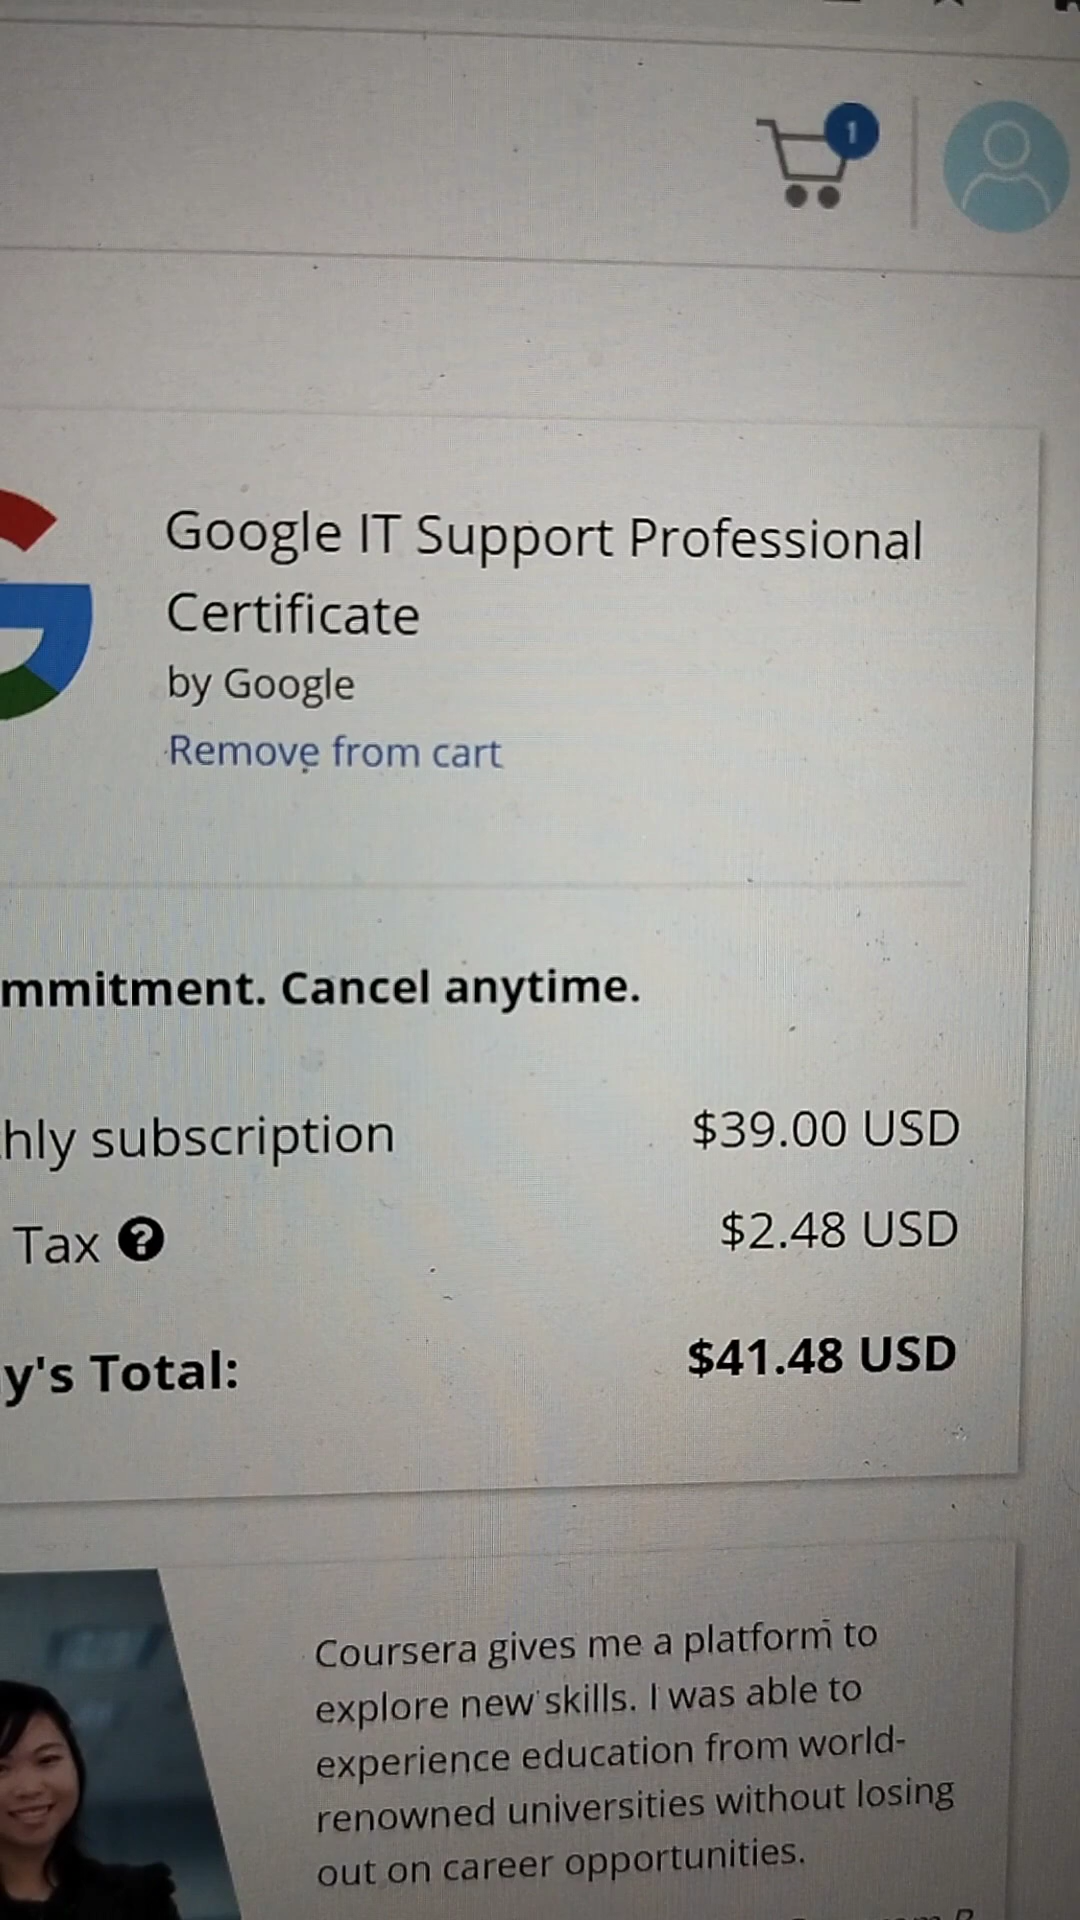 1
Google IT Support Professional
Certificate
by Google
Remove from cart
mmitment. Cancel anytime.
hly subscription $39.00 USD
Tax ? $2.48 USD
y's Total: $41.48 USD
Coursera gives me a platform to
explore new skills. I was able to
experience education from world-
renowned universities without losing
out on career opportunities.